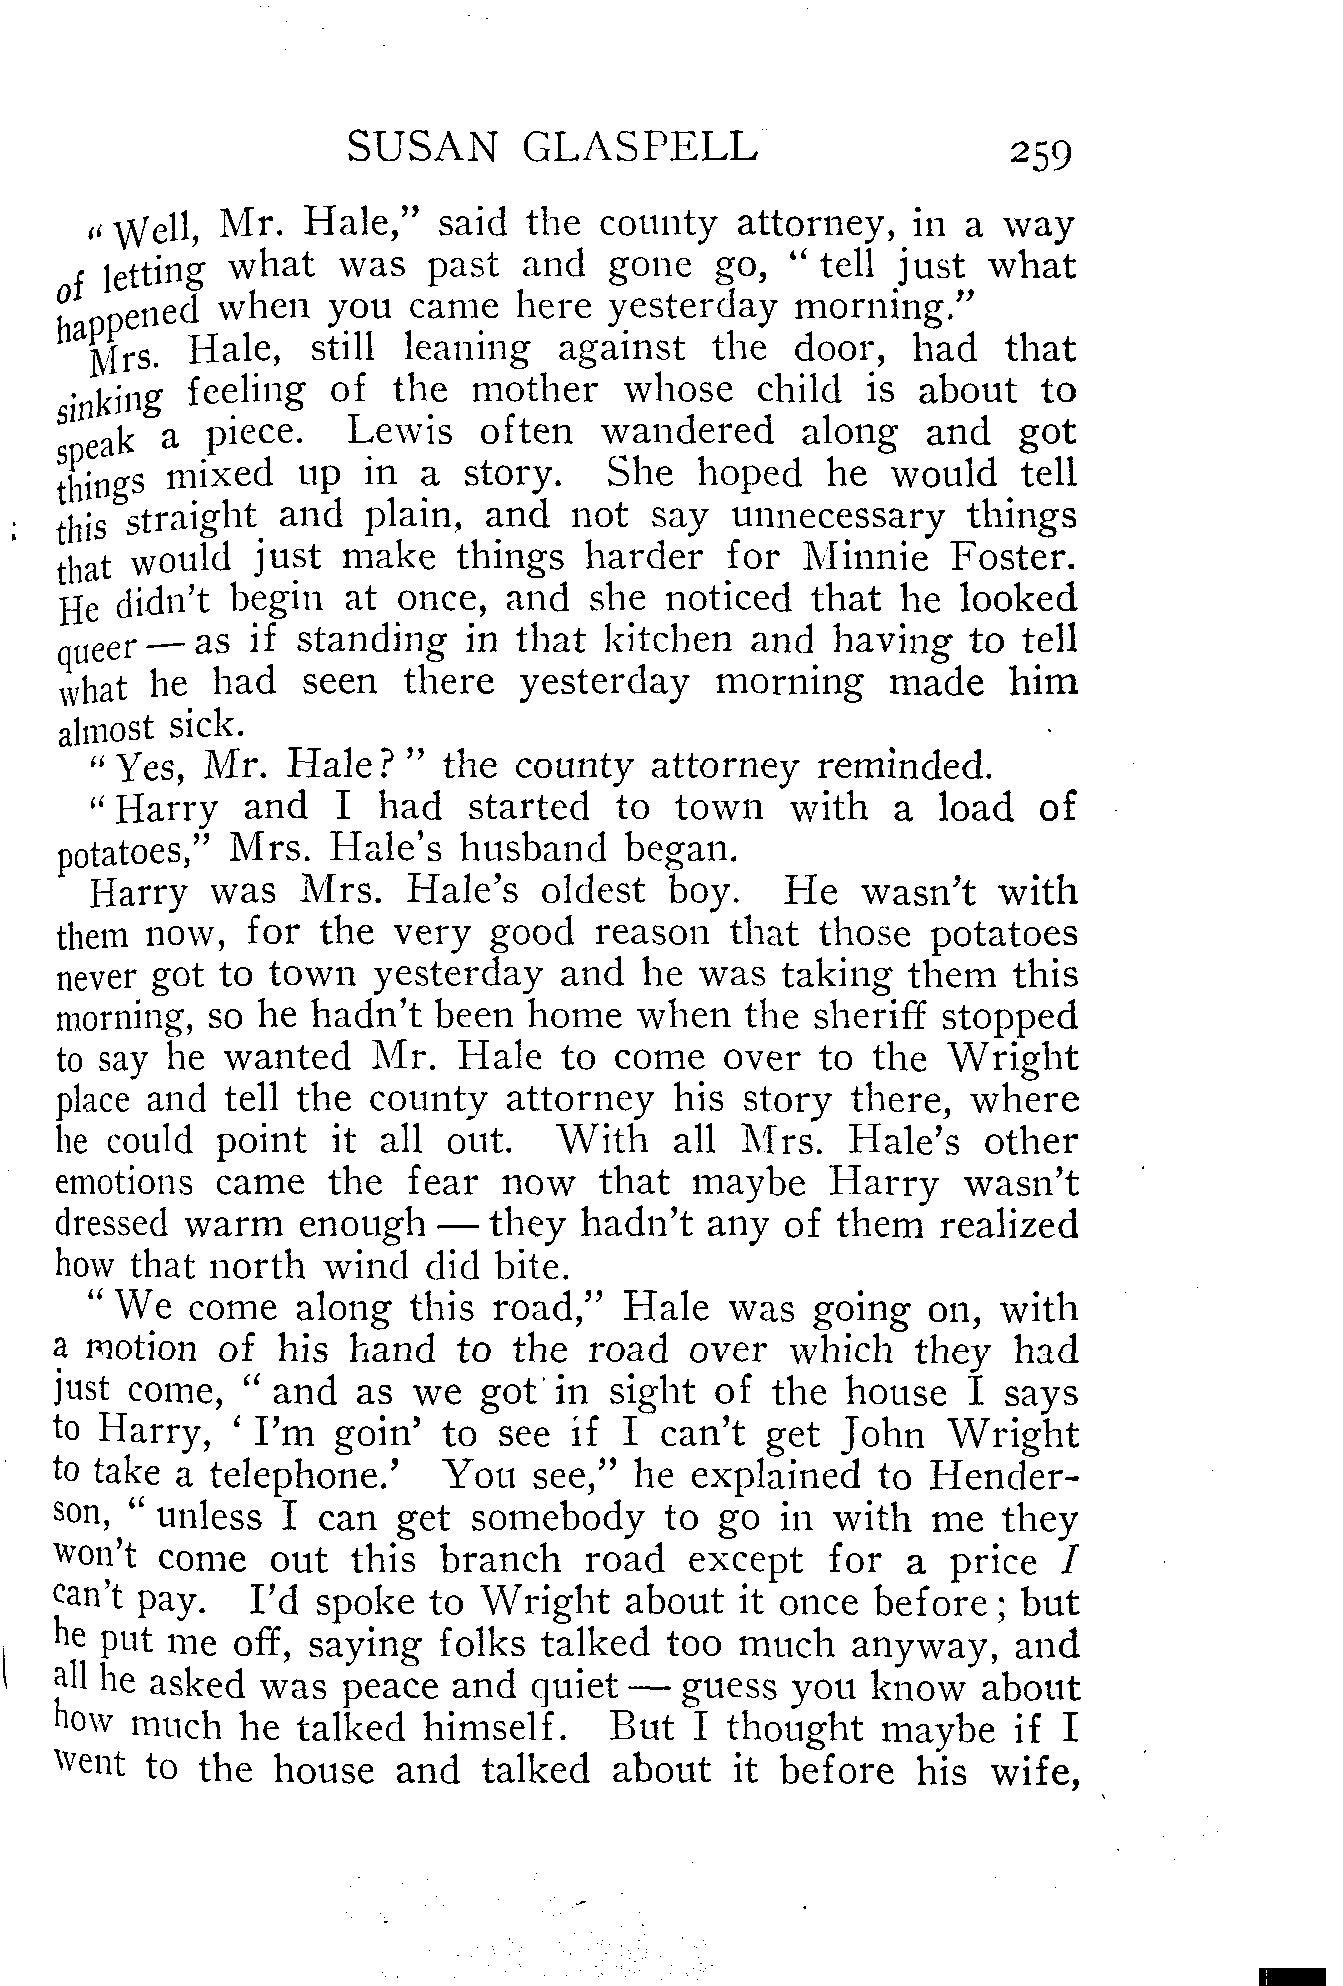 SUSAN GLASPELL 259
“ Well, Mr. Hale,” said the county attorney, in a way
of letting what was past and gone go, “ tell just what
happened when you came here yesterday morning.”
Mrs. Hale, still leaning against the door, had that
sinking feeling of the mother whose child is about to
speak a piece. Lewis often wandered along and got
things mixed up in a story. She hoped he would tell
this straight and plain, and not say unnecessary things
that would just make things harder for Minnie Foster.
He didn't begin at once, and she noticed that he looked
queer — as if standing in that kitchen and having to tell
what he had seen there yesterday morning made him
almost sick.
“ Yes, Mr. Hale? ” the county attorney reminded.
“ Harry and I had started to town with a load of
potatoes,” Mrs. Hale's husband began.
Harry was Mrs. Hale's oldest boy. He wasn't with
them now, for the very good reason that those potatoes
never got to town yesterday and he was taking them this
morning, so he hadn't been home when the sheriff stopped
to say he wanted Mr. Hale to come over to the Wright
place and tell the county attorney his story there, where
he could point it all out. With all Mrs. Hale's other
emotions came the fear now that maybe Harry wasn't
dressed warm enough — they hadn't any of them realized
how that north wind did bite.
“ We come along this road,” Hale was going on, with
a motion of his hand to the road over which they had
just come, “ and as we got in sight of the house I says
to Harry, ‘ I'm goin’ to see if I can't get John Wright
to take a telephone.’ You see,” he explained to Hender-
son, “ unless I can get somebody to go in with me they
won't come out this branch road except for a price I
can't pay. I'd spoke to Wright about it once before; but
he put me off, saying folks talked too much anyway, and
all he asked was peace and quiet — guess you know about
how much he talked himself. But I thought maybe if I
went to the house and talked about it before his wife,